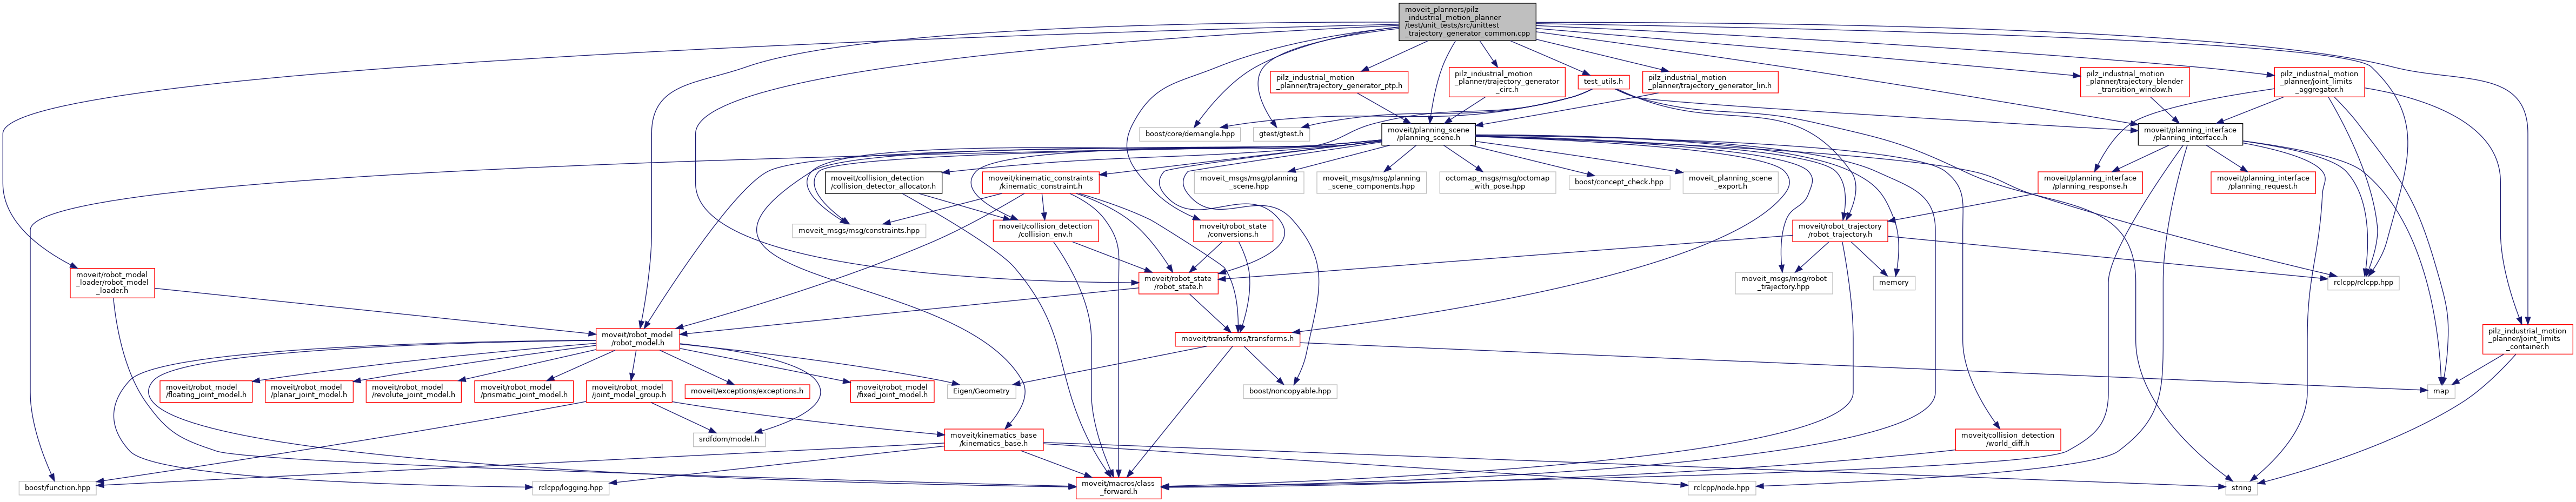 moveit_planners/pilz
_industrial_motion_planner
/test/unit_tests/src/unittest
_trajectory_generator_common.cpp
pilz_industrial_motion
_planner/trajectory_generator_ptp.h
pilz_industrial_motion
_planner/trajectory_generator
_circ.h
test_utils.h
pilz_industrial_motion
_planner/trajectory_generator_lin.h
pilz_industrial_motion
_planner/trajectory_blender
_transition_window.h
pilz_industrial_motion
_planner/joint_limits
_aggregator.h
boost/core/demangle.hpp
gtest/gtest.h
moveit/planning_scene
/planning_scene.h
moveit/planning_interface
/planning_interface.h
moveit/collision_detection
/collision_detector_allocator.h
moveit/kinematic_constraints
/kinematic_constraint.h
moveit_msgs/msg/planning
_scene.hpp
moveit_msgs/msg/planning
_scene_components.hpp
octomap_msgs/msg/octomap
_with_pose.hpp
boost/concept_check.hpp
moveit_planning_scene
_export.h
moveit/planning_interface
/planning_response.h
moveit/planning_interface
/planning_request.h
moveit_msgs/msg/constraints.hpp
moveit/collision_detection
/collision_env.h
moveit/robot_state
/conversions.h
moveit/robot_trajectory
/robot_trajectory.h
moveit/robot_model
_loader/robot_model
_loader.h
moveit/robot_state
/robot_state.h
moveit_msgs/msg/robot
_trajectory.hpp
memory
rclcpp/rclcpp.hpp
moveit/robot_model
/robot_model.h
moveit/transforms/transforms.h
pilz_industrial_motion
_planner/joint_limits
_container.h
moveit/robot_model
/floating_joint_model.h
moveit/robot_model
/planar_joint_model.h
moveit/robot_model
/revolute_joint_model.h
moveit/robot_model
/prismatic_joint_model.h
moveit/robot_model
/joint_model_group.h
moveit/exceptions/exceptions.h
moveit/robot_model
/fixed_joint_model.h
Eigen/Geometry
boost/noncopyable.hpp
map
srdfdom/model.h
moveit/kinematics_base
/kinematics_base.h
moveit/collision_detection
/world_diff.h
boost/function.hpp
rclcpp/logging.hpp
moveit/macros/class
_forward.h
rclcpp/node.hpp
string